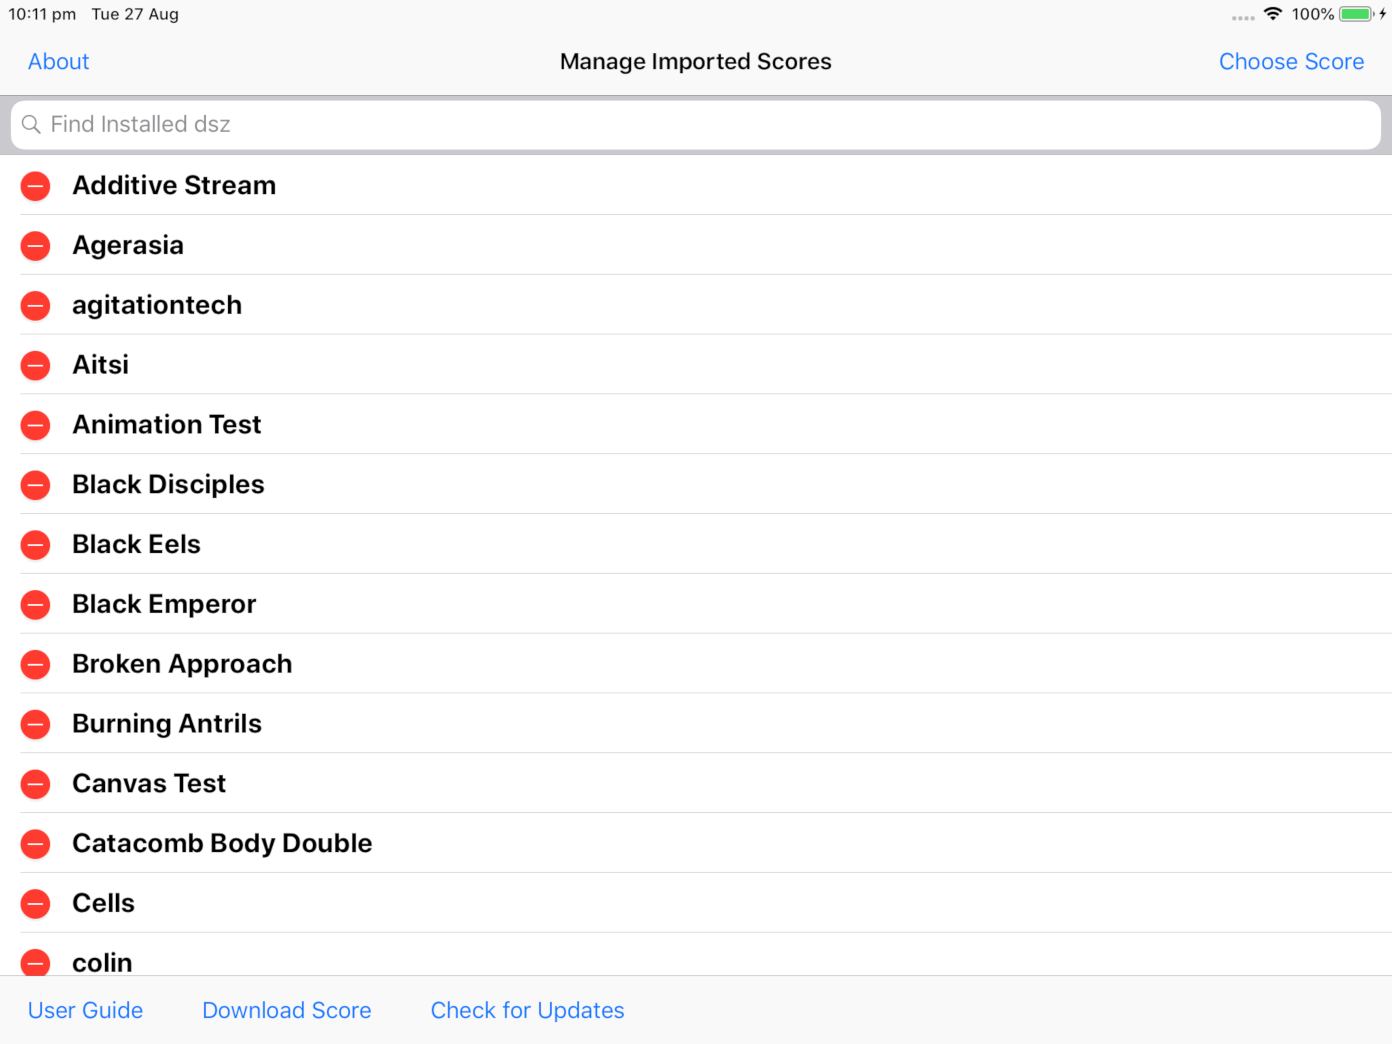 10:11 pm Tue 27 Aug 100%
About Manage Imported Scores Choose Score
Find Installed dsz
Additive Stream
Agerasia
agitationtech
Aitsi
Animation Test
Black Disciples
Black Eels
Black Emperor
Broken Approach
Burning Antrils
Canvas Test
Catacomb Body Double
Cells
colin
User Guide Download Score Check for Updates